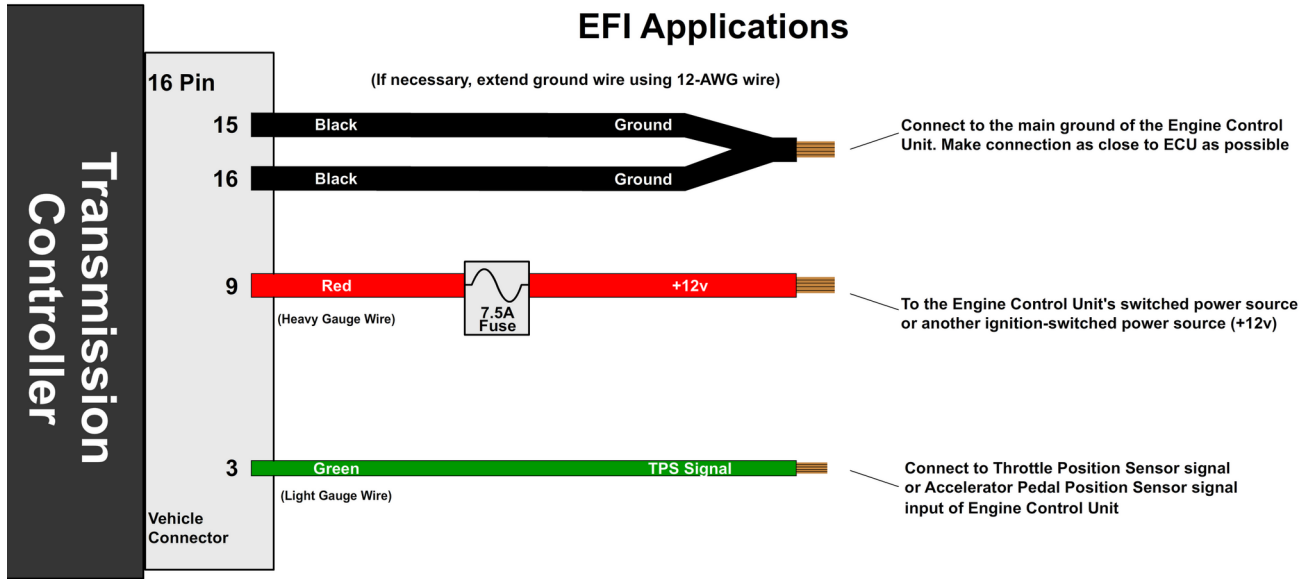 EFI Applications
Transmission
Controller
16 Pin
(If necessary, extend ground wire using 12-AWG wire)
15
Black
Ground
16
Black
Ground
Connect to the main ground of the Engine Control
Unit. Make connection as close to ECU as possible
9
Red
7.5A
Fuse
+12v
(Heavy Gauge Wire)
To the Engine Control Unit's switched power source
or another ignition-switched power source (+12v)
3
Green
TPS Signal
(Light Gauge Wire)
Connect to Throttle Position Sensor signal
or Accelerator Pedal Position Sensor signal
input of Engine Control Unit
Vehicle
Connector